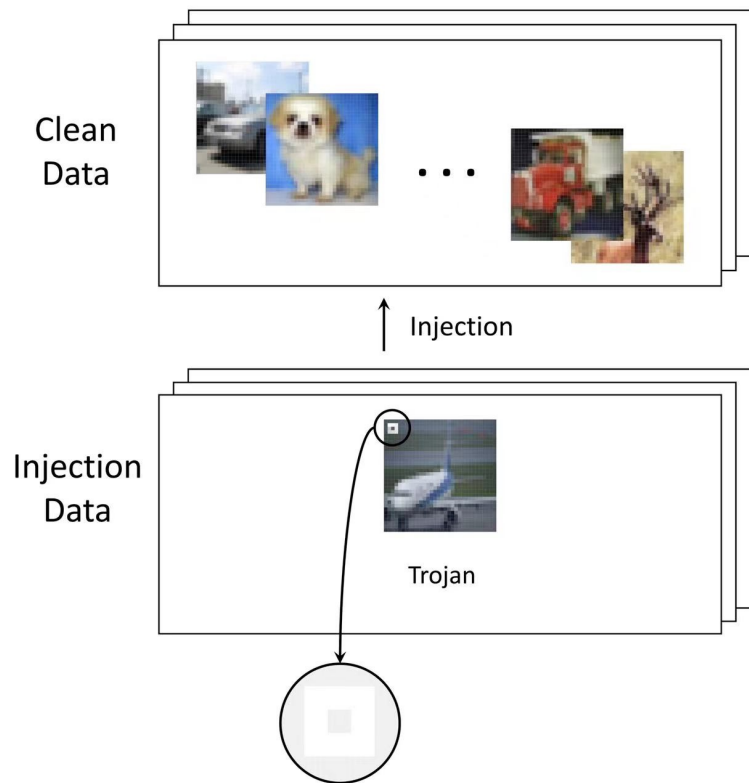 Clean
Data
. . .
Injection
Injection
Data
Trojan